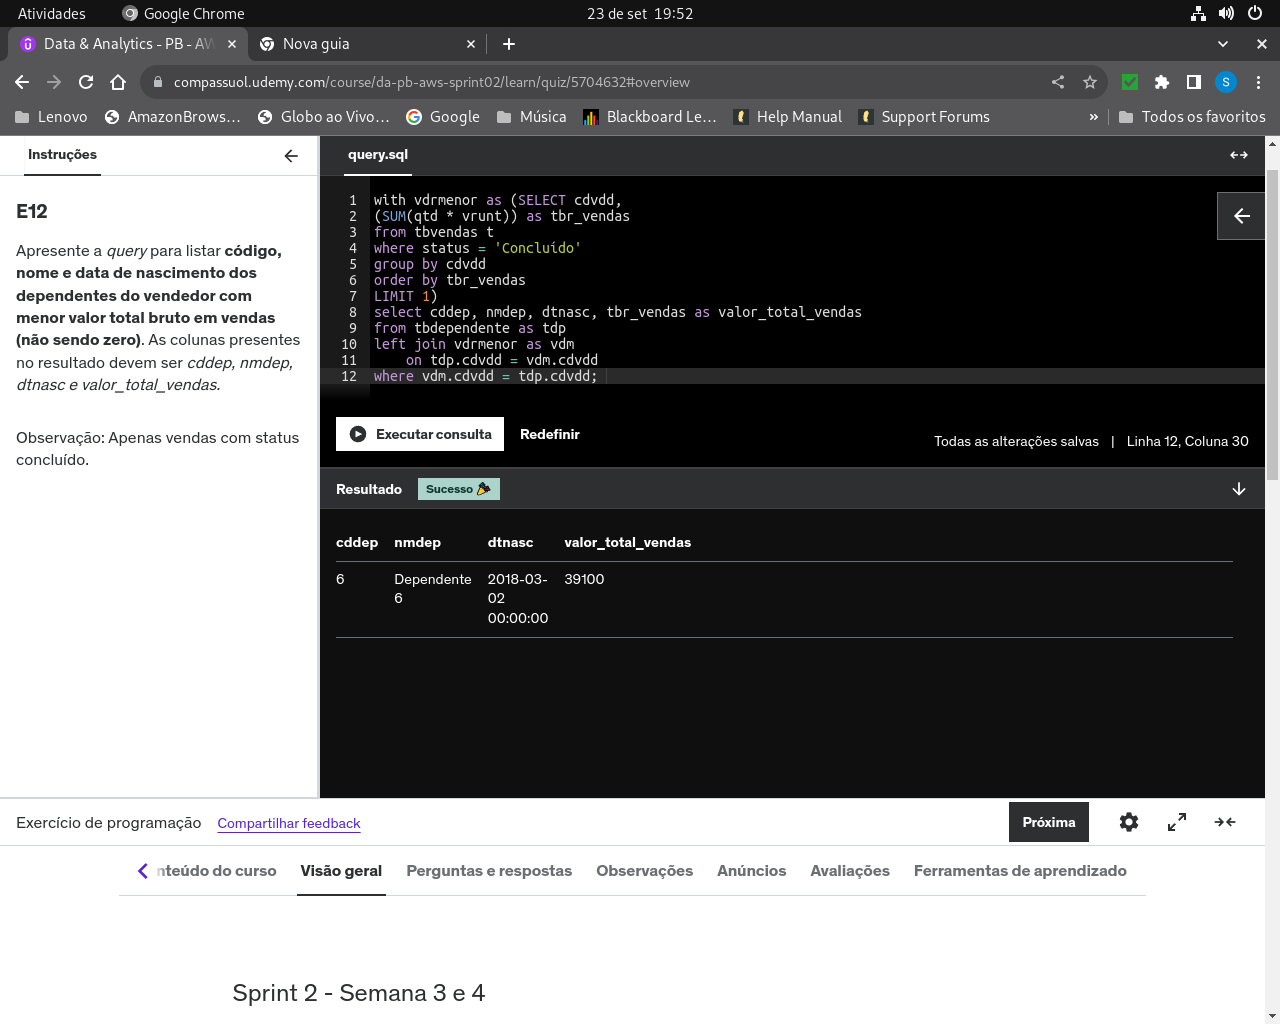 Atividades
Google Chrome
23 de set 19:52
Data & Analytics - PB - AW
Nova guia
compassuol.udemy.com/course/da-pb-aws-sprint02/learn/quiz/5704632#overview
S
Lenovo
AmazonBrows...
Globo ao Vivo...
Google
Música
Blackboard Le...
Help Manual
Support Forums
»
Todos os favoritos
Instruções
E12
Apresente a query para listar código,
nome e data de nascimento dos
dependentes do vendedor com
menor valor total bruto em vendas
(não sendo zero). As colunas presentes
no resultado devem ser cddep, nmdep,
dtnasc e valor_total_vendas.
Observação: Apenas vendas com status
concluído.
query.sql
1 with vdrmenor as (SELECT cdvdd,
2 (SUM(qtd * vrunt)) as tbr_vendas
3 from tbvendas t
4 where status = 'Concluído'
5 group by cdvdd
6 order by tbr_vendas
7 LIMIT 1)
8 select cddep, nmdep, dtnasc, tbr_vendas as valor_total_vendas
9 from tbdependente as tdp
10 left join vdrmenor as vdm
11 on tdp.cdvdd = vdm.cdvdd
12 where vdm.cdvdd = tdp.cdvdd;
Executar consulta
Redefinir
Todas as alterações salvas | Linha 12, Coluna 30
Resultado
Sucesso
cddep nmdep dtnasc valor_total_vendas
6 Dependente 2018-03- 39100
6 02
00:00:00
Exercício de programação
Compartilhar feedback
Próxima
nteúdo do curso
Visão geral
Perguntas e respostas
Observações
Anúncios
Avaliações
Ferramentas de aprendizado
Sprint 2 - Semana 3 e 4